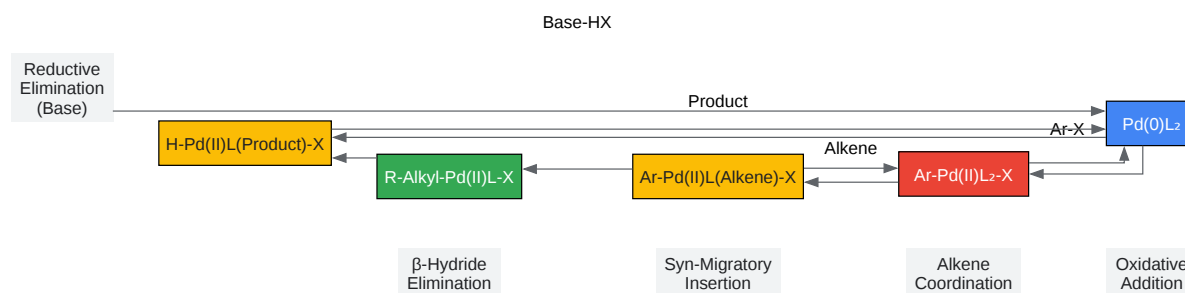 Base-HX
Reductive
Elimination
(Base)
Product
Pd(0)L₂
Ar-X
H-Pd(II)L(Product)-X
Alkene
R-Alkyl-Pd(II)L-X
Ar-Pd(II)L(Alkene)-X
Ar-Pd(II)L₂-X
β-Hydride
Elimination
Syn-Migratory
Insertion
Alkene
Coordination
Oxidative
Addition